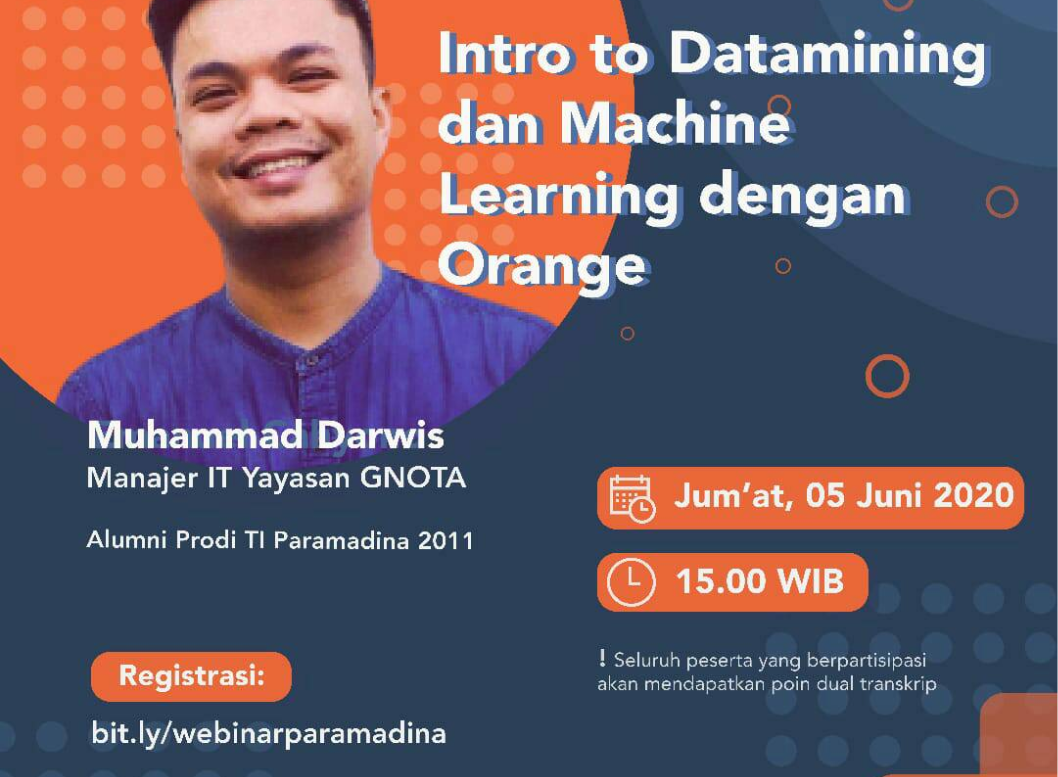 Intro to Datamining
dan Machine
Learning dengan
Orange
Muhammad Darwis
Manajer IT Yayasan GNOTA
Alumni Prodi TI Paramadina 2011
Jum'at, 05 Juni 2020
15.00 WIB
! Seluruh peserta yang berpartisipasi
akan mendapatkan poin dual transkrip
Registrasi:
bit.ly/webinarparamadina